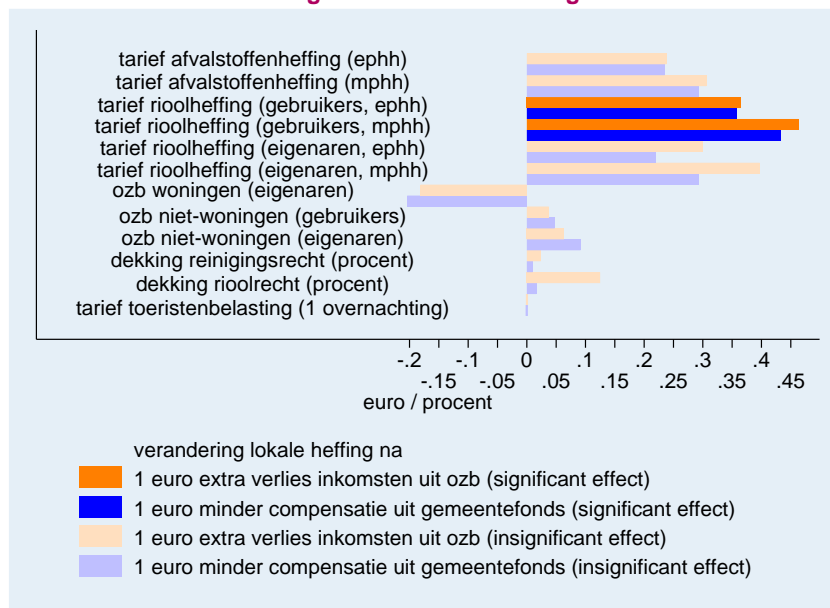 tarief afvalstoffenheffing (ephh)
tarief afvalstoffenheffing (mphh)
tarief rioolheffing (gebruikers, ephh)
tarief rioolheffing (gebruikers, mphh)
tarief rioolheffing (eigenaren, ephh)
tarief rioolheffing (eigenaren, mphh)
ozb woningen (eigenaren)
ozb niet-woningen (gebruikers)
ozb niet-woningen (eigenaren)
dekking reinigingsrecht (procent)
dekking rioolrecht (procent)
tarief toeristenbelasting (1 overnachting)
-.2 -.1 0 .1 .2 .3 .4
-.15 -.05 .05 .15 .25 .35 .45
euro / procent
verandering lokale heffing na
1 euro extra verlies inkomsten uit ozb (significant effect)
1 euro minder compensatie uit gemeentefonds (significant effect)
1 euro extra verlies inkomsten uit ozb (insignificant effect)
1 euro minder compensatie uit gemeentefonds (insignificant effect)